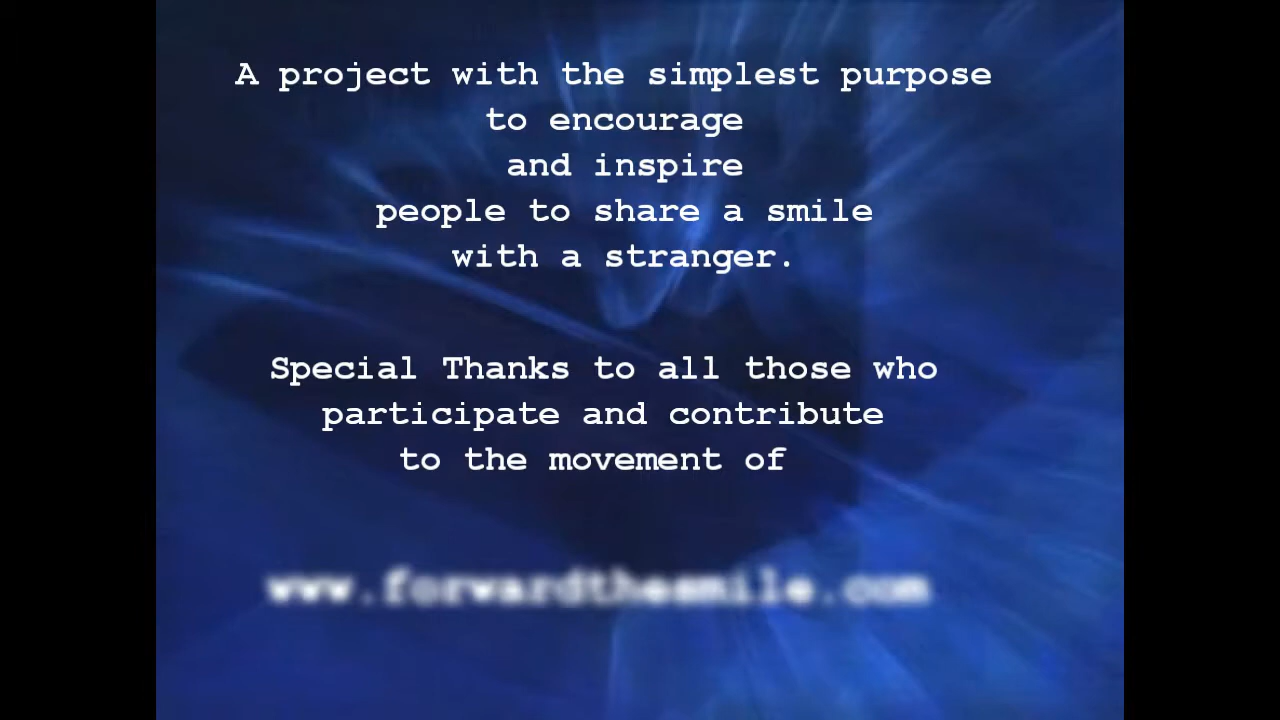 A project with the simplest purpose
to encourage
and inspire
people to share a smile
with a stranger.
Special Thanks to all those who
participate and contribute
to the movement of
www.forwardthesmile.com